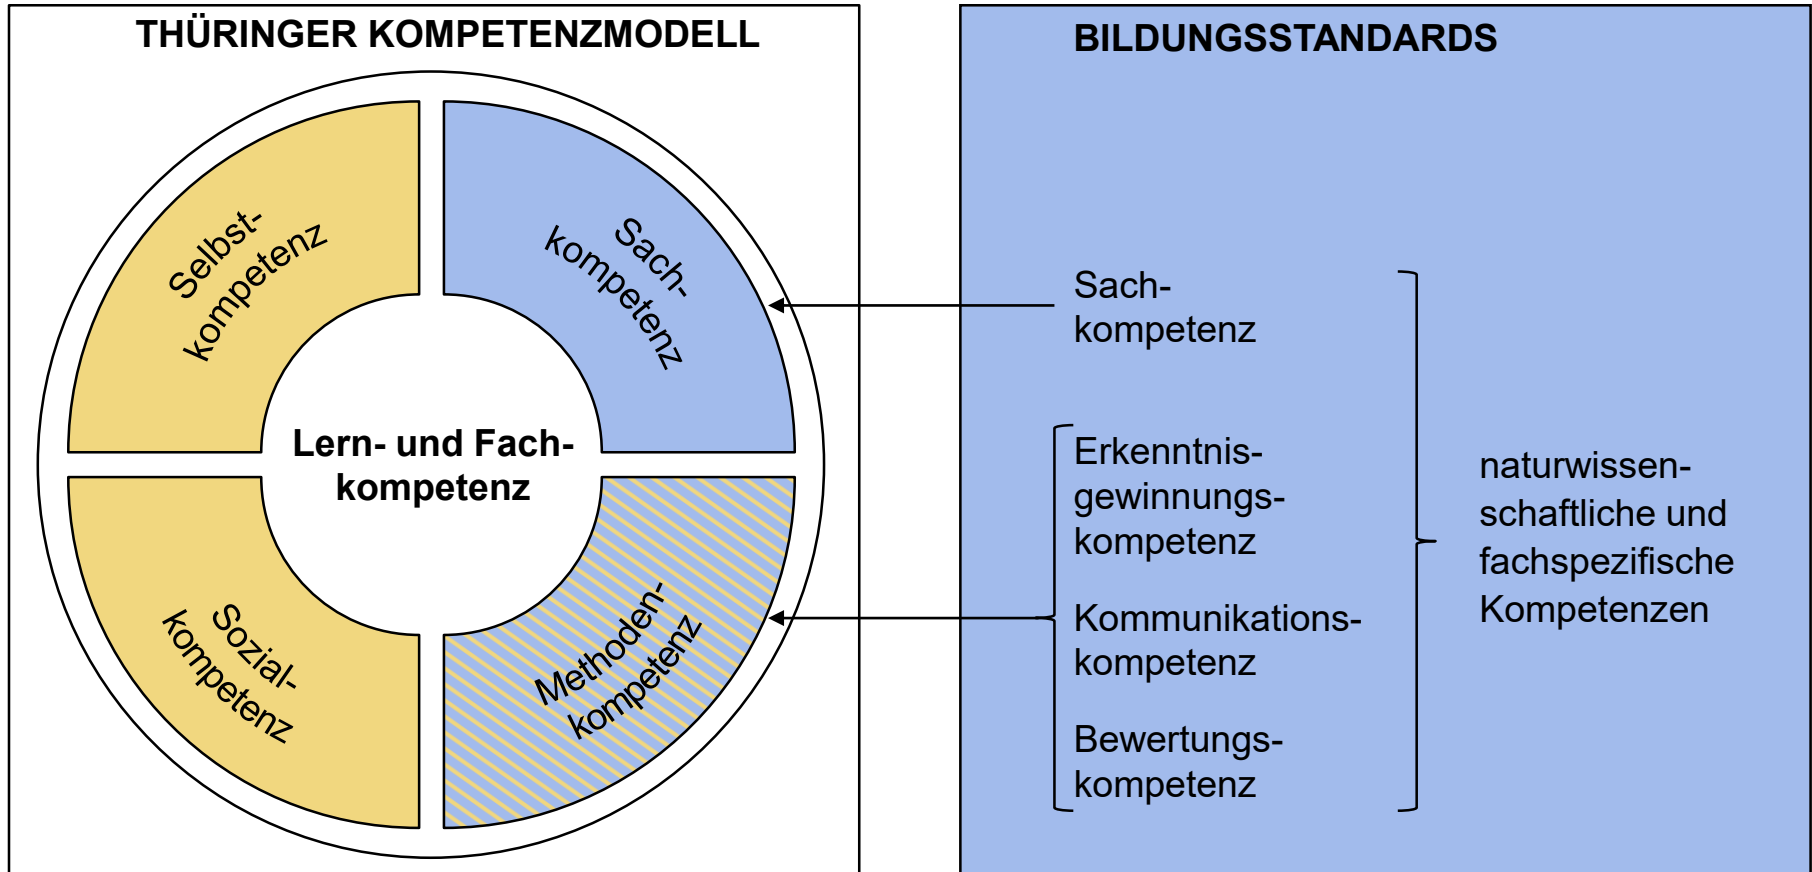 THÜRINGER KOMPETENZMODELL
Selbst-
kompetenz
Sach-
kompetenz
Lern- und Fach-
kompetenz
Sozial-
kompetenz
Methoden-
kompetenz
BILDUNGSSTANDARDS
Sach-
kompetenz
Erkenntnis-
gewinnungs-
kompetenz
Kommunikations-
kompetenz
Bewertungs-
kompetenz
naturwissen-
schaftliche und
fachspezifische
Kompetenzen